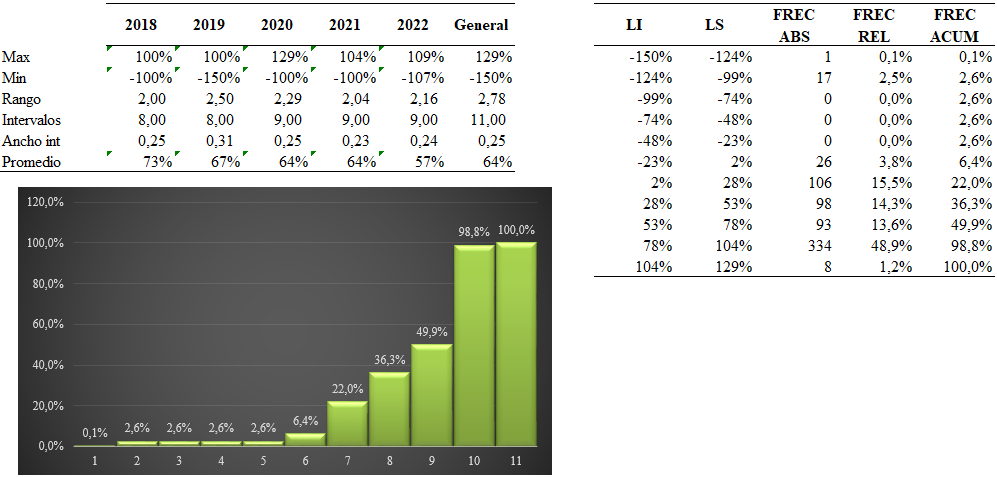 2018 2019 2020 2021 2022 General
Max 100% 100% 129% 104% 109% 129%
Min -100% -150% -100% -100% -107% -150%
Rango 2,00 2,50 2,29 2,04 2,16 2,78
Intervalos 8,00 8,00 9,00 9,00 9,00 11,00
Ancho int 0,25 0,31 0,25 0,23 0,24 0,25
Promedio 73% 67% 64% 64% 57% 64%
LI LS FREC ABS FREC REL FREC ACUM
-150% -124% 1 0,1% 0,1%
-124% -99% 17 2,5% 2,6%
-99% -74% 0 0,0% 2,6%
-74% -48% 0 0,0% 2,6%
-48% -23% 0 0,0% 2,6%
-23% 2% 26 3,8% 6,4%
2% 28% 106 15,5% 22,0%
28% 53% 98 14,3% 36,3%
53% 78% 93 13,6% 49,9%
78% 104% 334 48,9% 98,8%
104% 129% 8 1,2% 100,0%
120,0%
100,0%
80,0%
60,0%
40,0%
20,0%
0,0%
0,1% 2,6% 2,6% 2,6% 2,6% 6,4% 22,0% 36,3% 49,9% 98,8% 100,0%
1 2 3 4 5 6 7 8 9 10 11